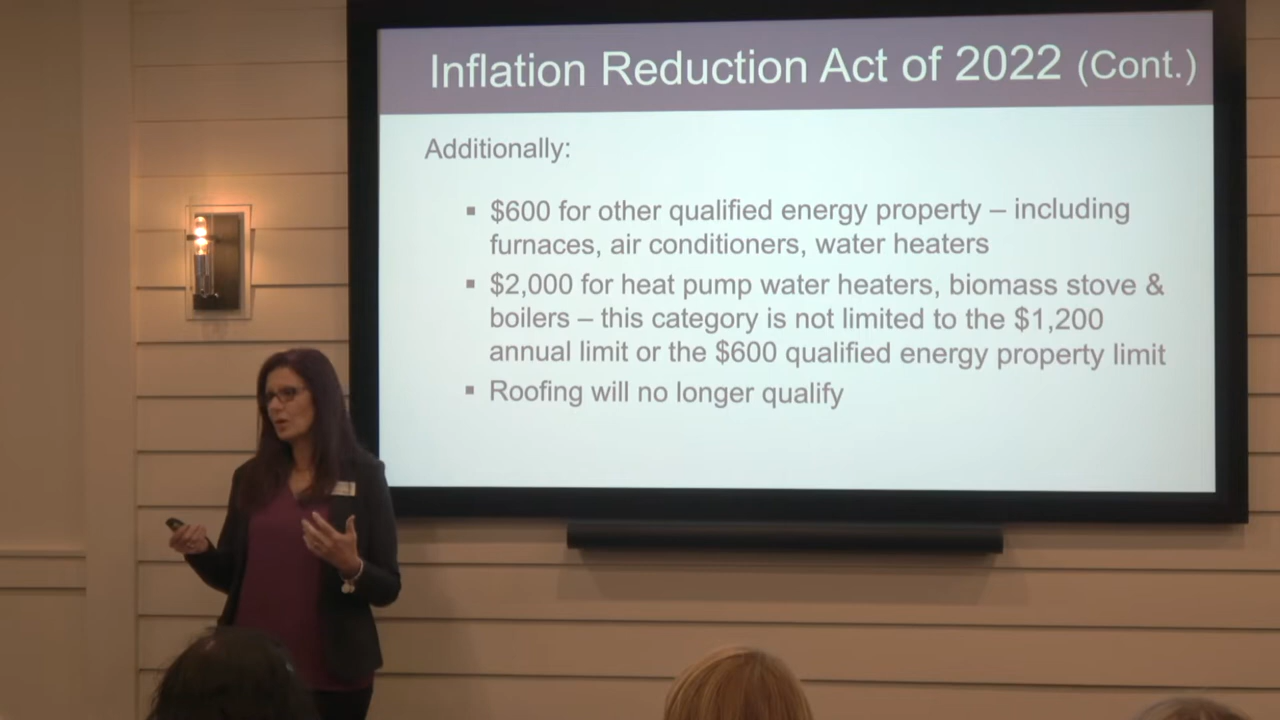 Inflation Reduction Act of 2022 (Cont.)
Additionally:
▪ $600 for other qualified energy property – including
furnaces, air conditioners, water heaters
▪ $2,000 for heat pump water heaters, biomass stove &
boilers – this category is not limited to the $1,200
annual limit or the $600 qualified energy property limit
▪ Roofing will no longer qualify